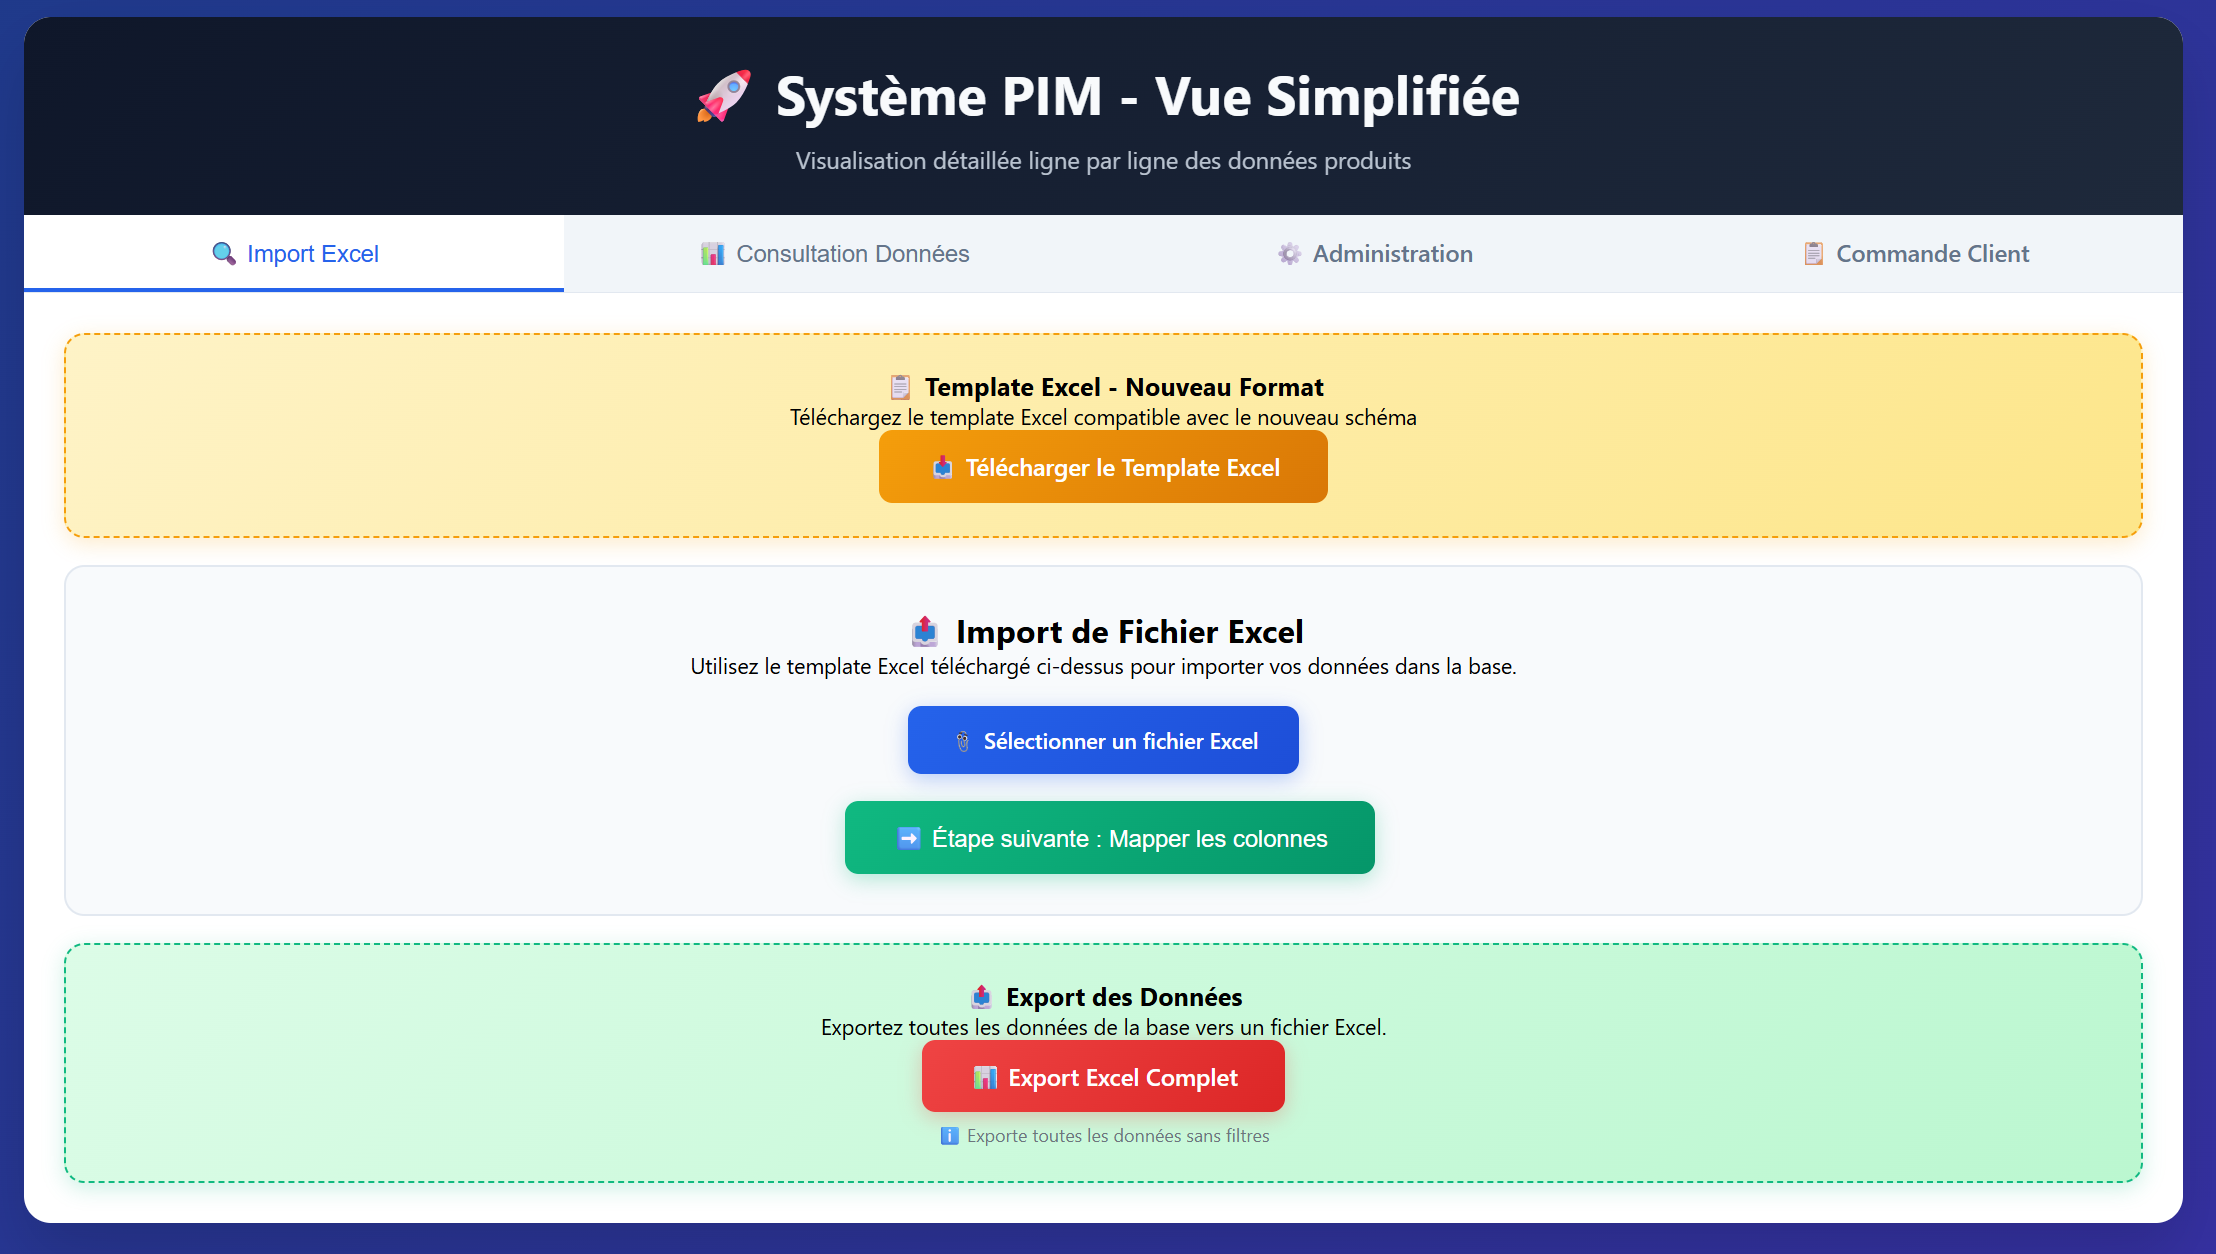 Système PIM - Vue Simplifiée
Visualisation détaillée ligne par ligne des données produits
Import Excel
Consultation Données
Administration
Commande Client
Template Excel - Nouveau Format
Téléchargez le template Excel compatible avec le nouveau schéma
Télécharger le Template Excel
Import de Fichier Excel
Utilisez le template Excel téléchargé ci-dessus pour importer vos données dans la base.
Sélectionner un fichier Excel
Étape suivante : Mapper les colonnes
Export des Données
Exportez toutes les données de la base vers un fichier Excel.
Export Excel Complet
Exporte toutes les données sans filtres